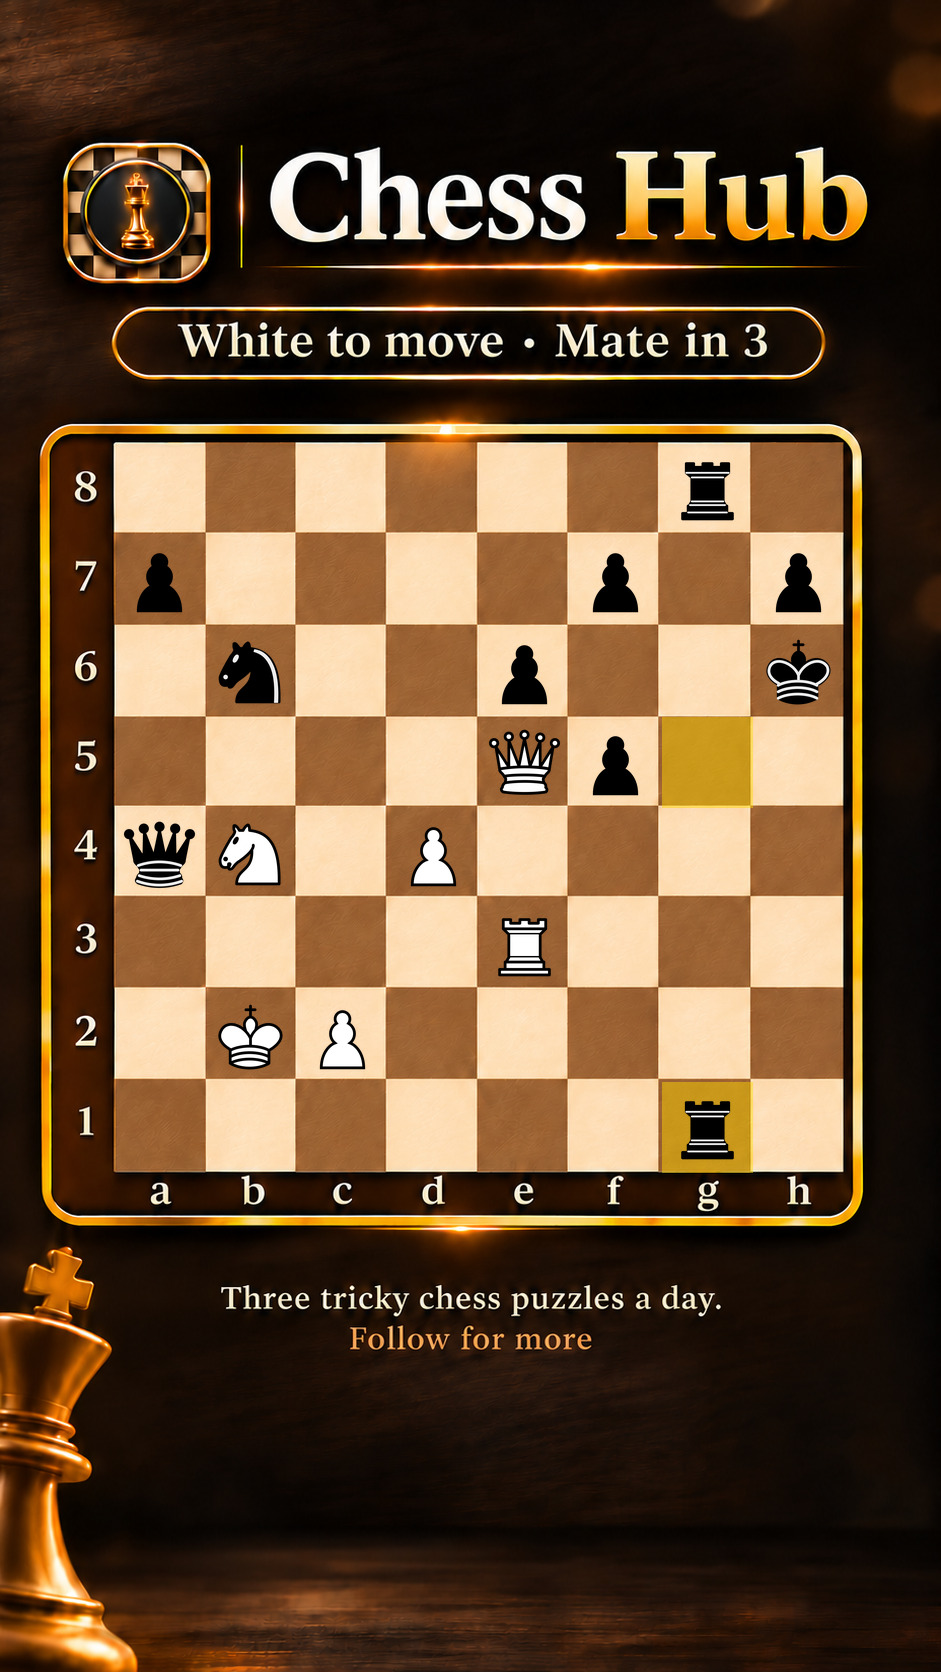 Chess Hub
White to move • Mate in 3
8
7
6
5
4
3
2
1
a b c d e f g h
Three tricky chess puzzles a day.
Follow for more